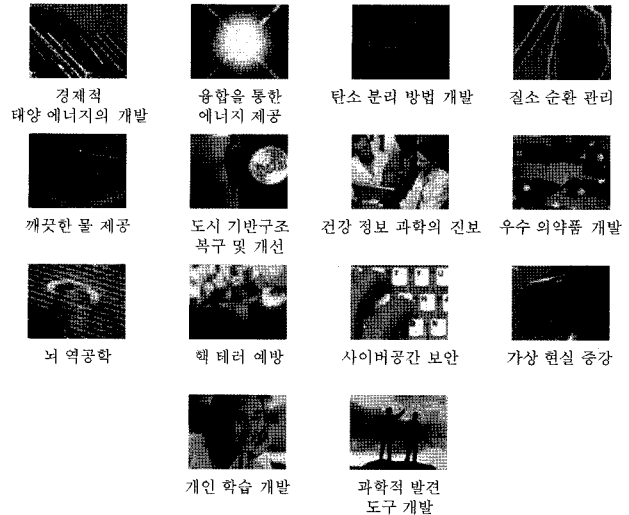 경제적
태양 에너지의 개발
융합을 통한
에너지 제공
탄소 분리 방법 개발
질소 순환 관리
깨끗한 물 제공
도시 기반구조
복구 및 개선
건강 정보 과학의 진보
우수 의약품 개발
뇌 역공학
핵 테러 예방
사이버공간 보안
가상 현실 증강
개인 학습 개발
과학적 발견
도구 개발